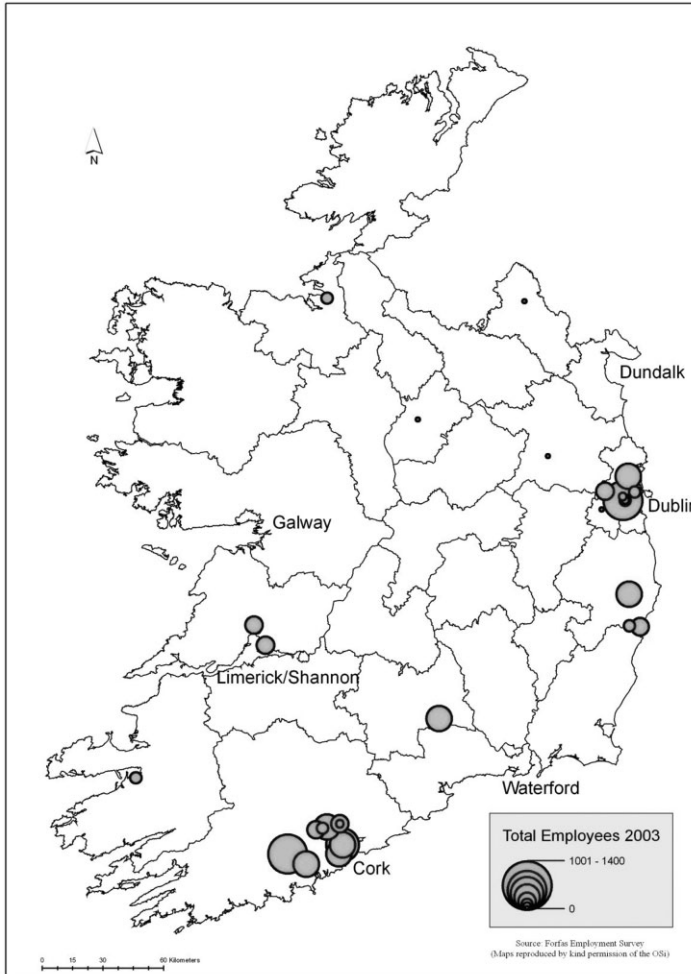 N
Dundalk
Dublin
Galway
Limerick/Shannon
Waterford
Cork
Total Employees 2003
1001 - 1400
0
Source: Forfas Employment Survey
(Maps reproduced by kind permission of the OSi)
0 15 30 60 Kilometers